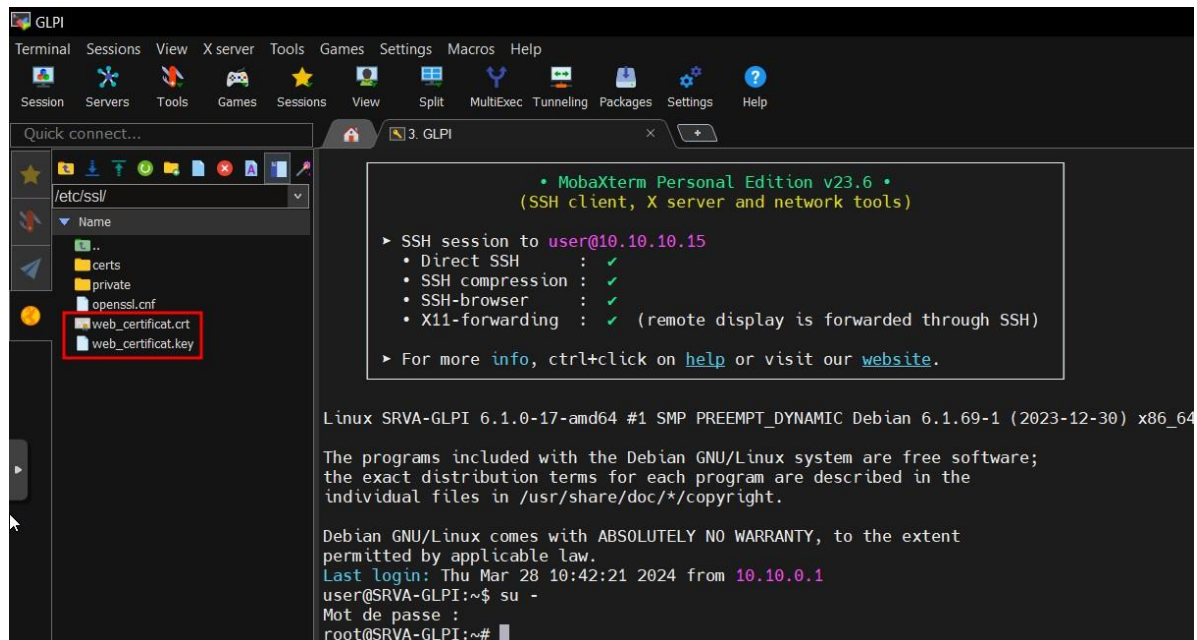 GLPI
Terminal Sessions View X server Tools Games Settings Macros Help
Session Servers Tools Games Sessions View Split MultiExec Tunneling Packages Settings Help
Quick connect...
3. GLPI
/etc/ssl/
Name
..
certs
private
openssl.cnf
web_certificat.crt
web_certificat.key
• MobaXterm Personal Edition v23.6 •
(SSH client, X server and network tools)
► SSH session to user@10.10.10.15
• Direct SSH : ✔
• SSH compression : ✔
• SSH-browser : ✔
• X11-forwarding : ✔ (remote display is forwarded through SSH)
► For more info, ctrl+click on help or visit our website.
Linux SRVA-GLPI 6.1.0-17-amd64 #1 SMP PREEMPT_DYNAMIC Debian 6.1.69-1 (2023-12-30) x86_64
The programs included with the Debian GNU/Linux system are free software;
the exact distribution terms for each program are described in the
individual files in /usr/share/doc/*/copyright.
Debian GNU/Linux comes with ABSOLUTELY NO WARRANTY, to the extent
permitted by applicable law.
Last login: Thu Mar 28 10:42:21 2024 from 10.10.0.1
user@SRVA-GLPI:~$ su -
Mot de passe :
root@SRVA-GLPI:~#